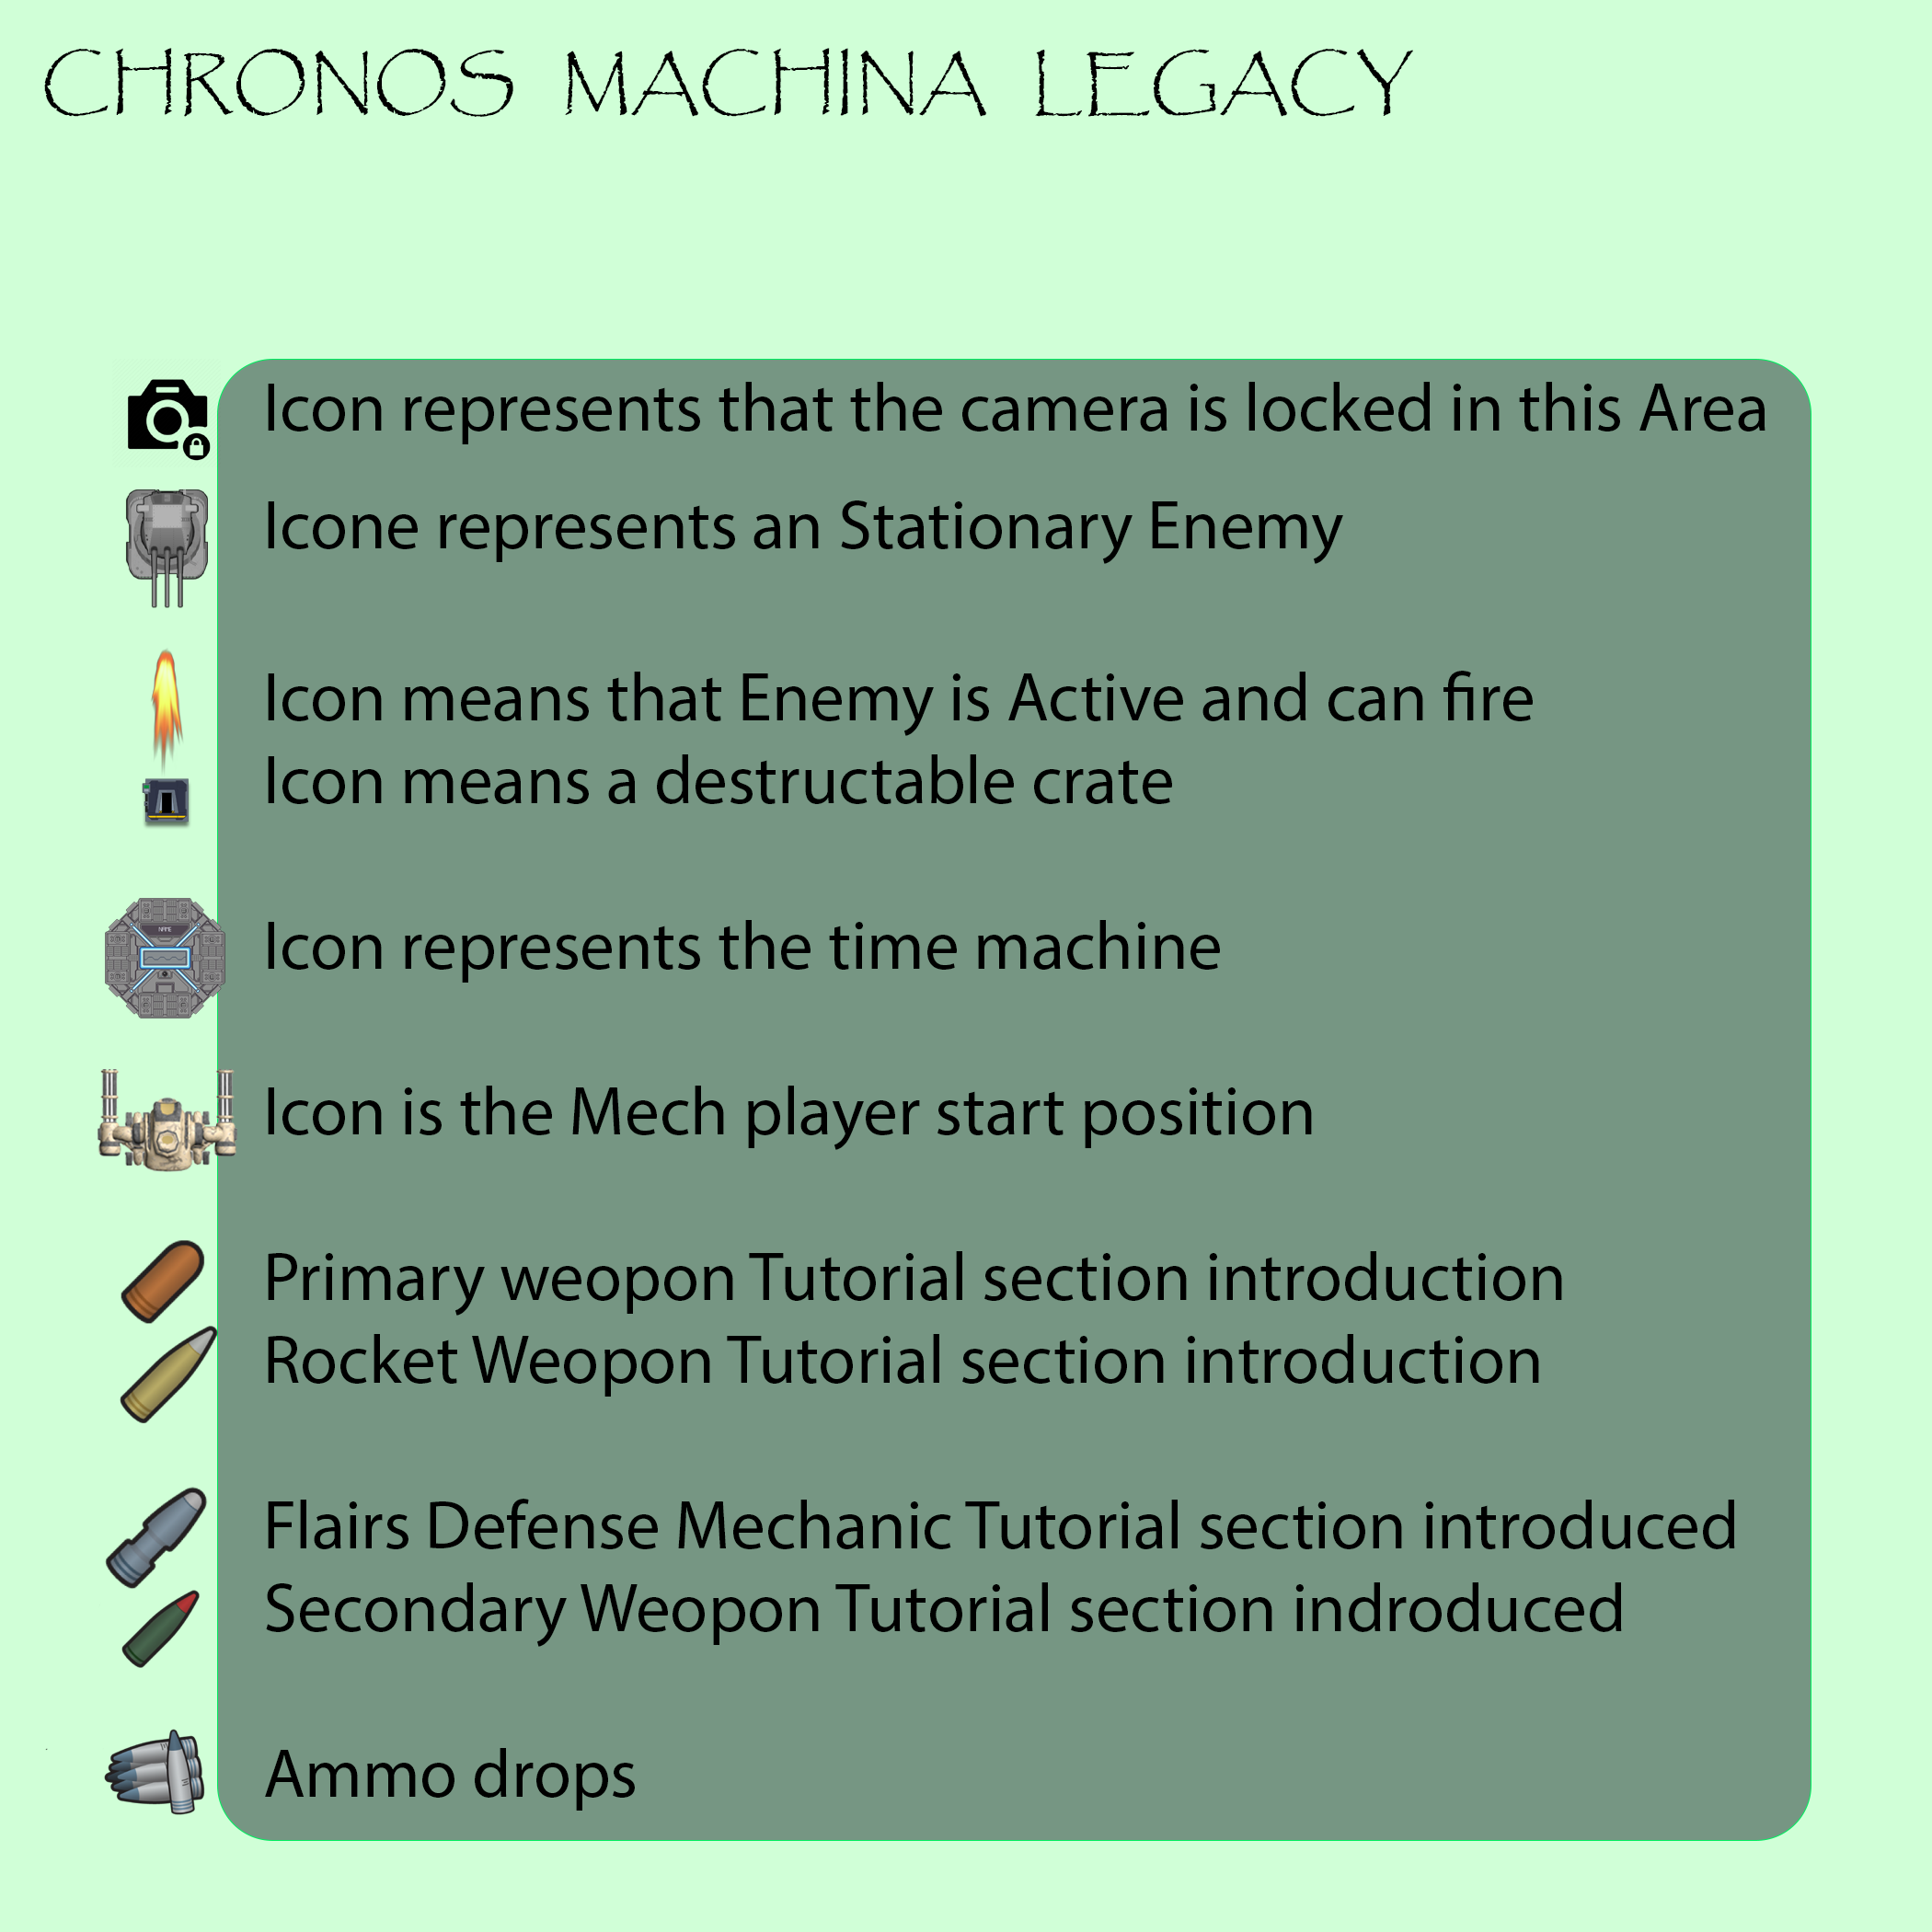 CHRONOS MACHINA LEGACY
Icon represents that the camera is locked in this Area
Icone represents an Stationary Enemy
Icon means that Enemy is Active and can fire
Icon means a destructable crate
NAME
Icon represents the time machine
Icon is the Mech player start position
Primary weopon Tutorial section introduction
Rocket Weopon Tutorial section introduction
Flairs Defense Mechanic Tutorial section introduced
Secondary Weopon Tutorial section indroduced
Ammo drops